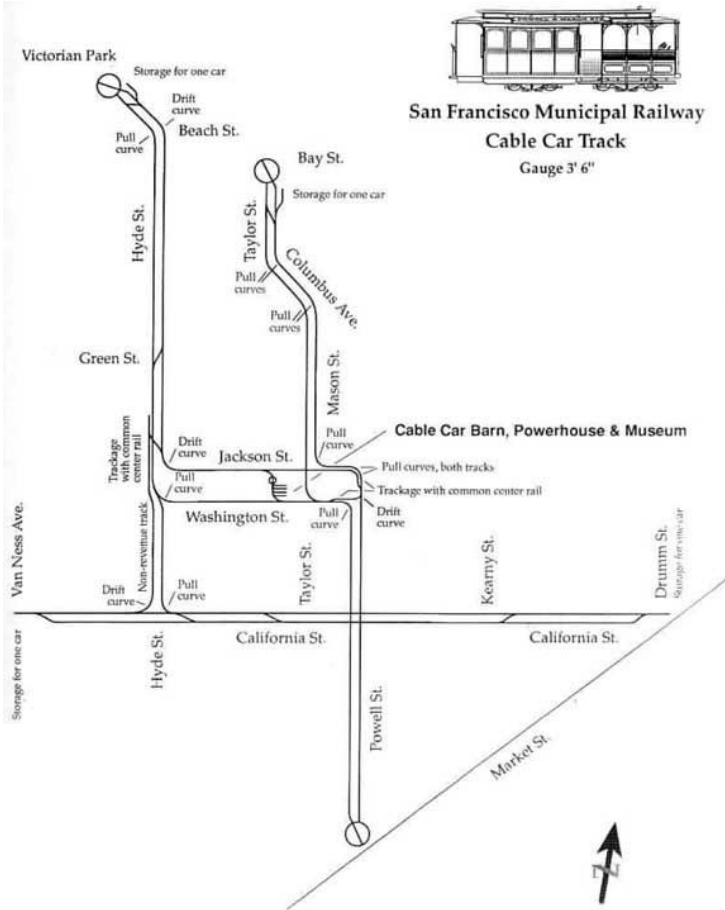 Victorian Park
Storage for one car
Drift
curve
Pull
curve
Beach St.
San Francisco Municipal Railway
Cable Car Track
Gauge 3' 6"
Bay St.
Storage for one car
Hyde St.
Taylor St.
Columbus Ave.
Pull
curves
Pull
curves
Green St.
Mason St.
Trackage
with common
center rail
Drift
curve
Jackson St.
Pull
curve
Cable Car Barn, Powerhouse & Museum
Pull curves, both tracks
Trackage with common center rail
Pull
curve
Washington St.
Pull
curve
Drift
curve
Van Ness Ave.
Non-revenue track
Taylor St.
Kearny St.
Drumm St.
Storage for one car
Drift
curve
Pull
curve
California St.
California St.
Storage for one car
Hyde St.
Powell St.
Market St.
N